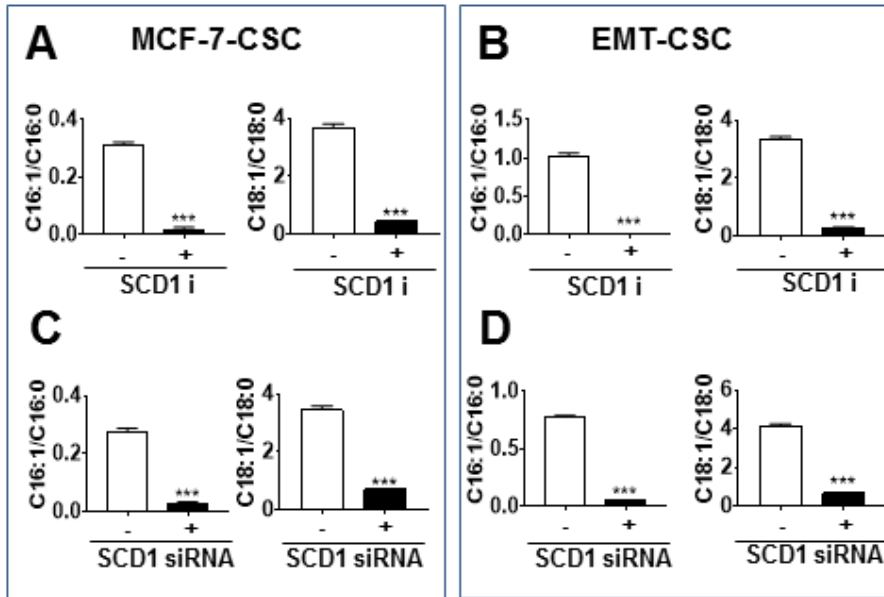 A MCF-7-CSC
C16:1/C16:0
0.4
0.2
0.0
***
- +
SCD1 i
C18:1/C18:0
4
2
0
***
- +
SCD1 i
B EMT-CSC
C16:1/C16:0
1.5
1.0
0.5
0.0
***
- +
SCD1 i
C18:1/C18:0
4
2
0
***
- +
SCD1 i
C
C16:1/C16:0
0.4
0.2
0.0
***
- +
SCD1 siRNA
C18:1/C18:0
4
2
0
***
- +
SCD1 siRNA
D
C16:1/C16:0
1.0
0.5
0.0
***
- +
SCD1 siRNA
C18:1/C18:0
6
4
2
0
***
- +
SCD1 siRNA